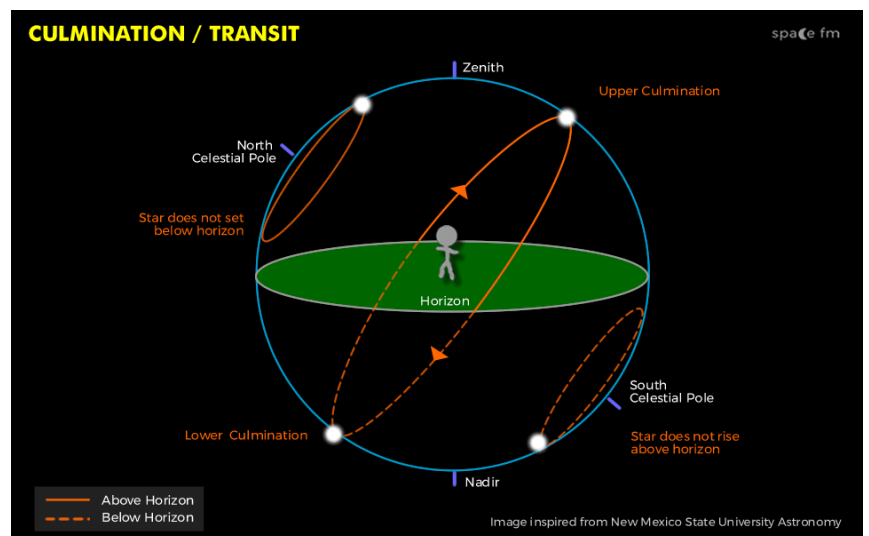 CULMINATION / TRANSIT
space fm
Zenith
Upper Culmination
North
Celestial Pole
Star does not set
below horizon
Horizon
South
Celestial Pole
Lower Culmination
Star does not rise
above horizon
Nadir
Above Horizon
Below Horizon
Image inspired from New Mexico State University Astronomy